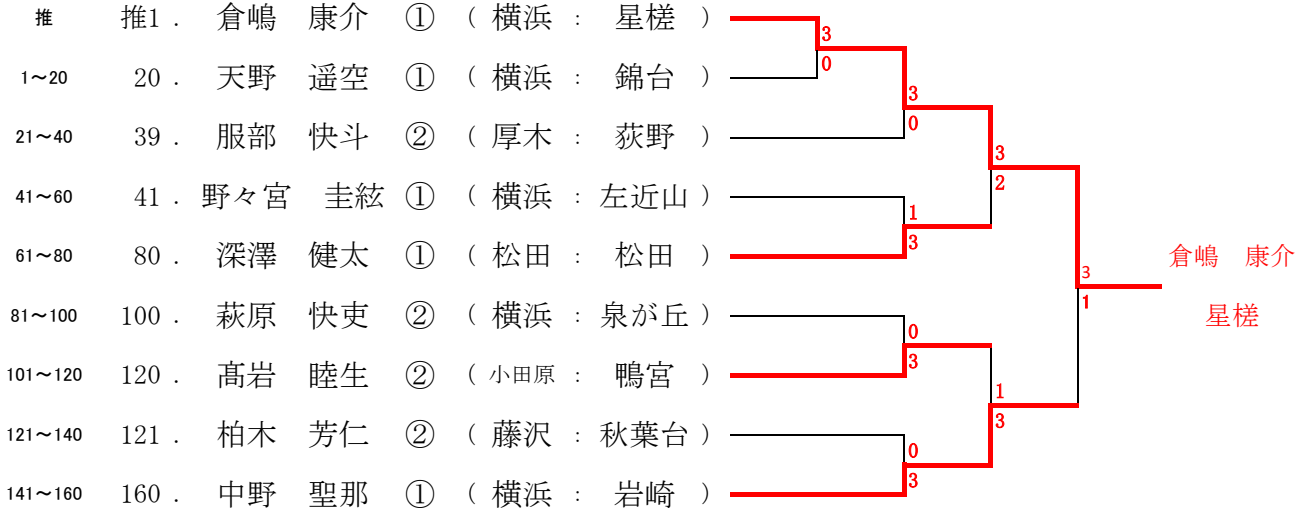 推 推1． 倉嶋 康介 ① （ 横浜 ： 星槎 ）
3
0
1～20 20． 天野 遥空 ① （ 横浜 ： 錦台 ）
3
0
21～40 39． 服部 快斗 ② （ 厚木 ： 荻野 ）
3
2
41～60 41． 野々宮 圭絃 ① （ 横浜 ： 左近山 ）
1
3
61～80 80． 深澤 健太 ① （ 松田 ： 松田 ）
倉嶋 康介
3
1
星槎
81～100 100． 萩原 快吏 ② （ 横浜 ： 泉が丘 ）
0
3
101～120 120． 髙岩 睦生 ② （ 小田原 ： 鴨宮 ）
1
3
121～140 121． 柏木 芳仁 ② （ 藤沢 ： 秋葉台 ）
0
3
141～160 160． 中野 聖那 ① （ 横浜 ： 岩崎 ）